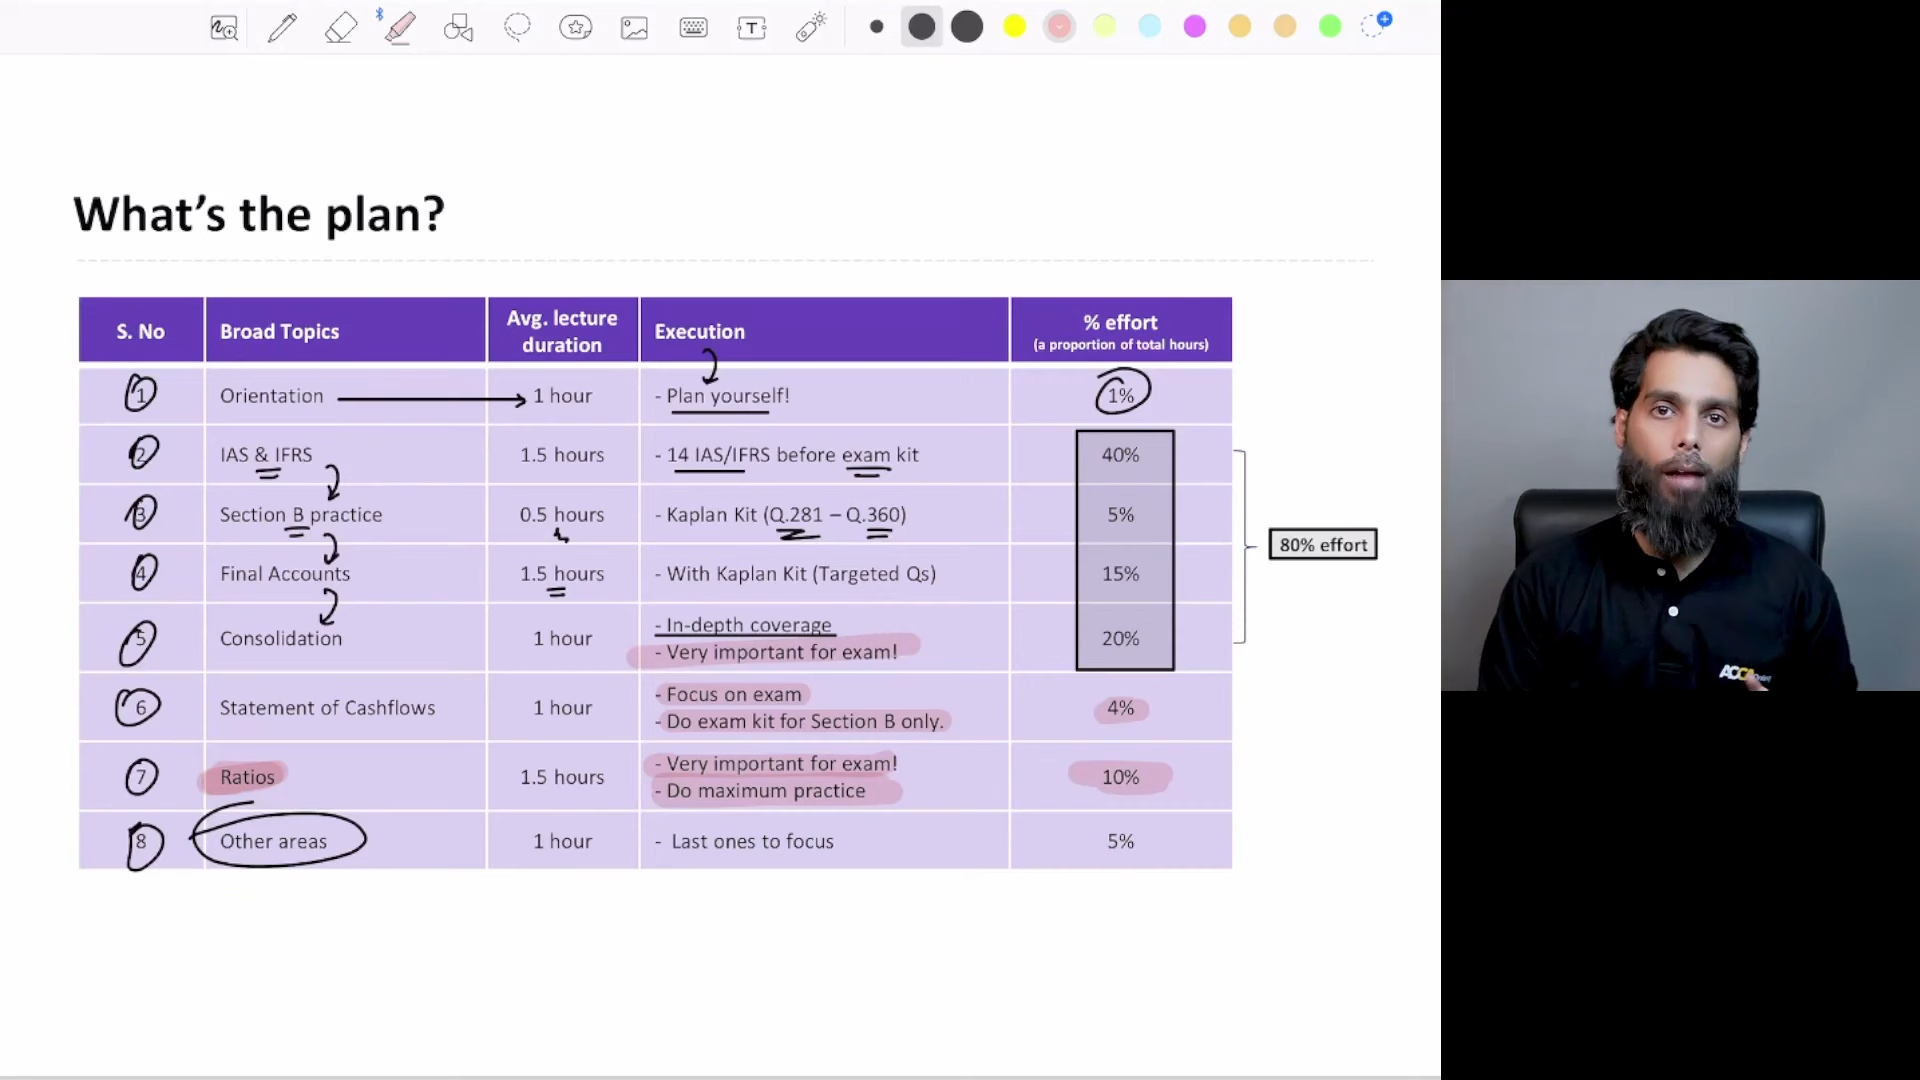 What's the plan?
S. No
Broad Topics
Avg. lecture
duration
Execution
% effort
(a proportion of total hours)
1
Orientation
1 hour
- Plan yourself!
1%
2
IAS & IFRS
1.5 hours
- 14 IAS/IFRS before exam kit
40%
3
Section B practice
0.5 hours
- Kaplan Kit (Q.281 – Q.360)
5%
4
Final Accounts
1.5 hours
- With Kaplan Kit (Targeted Qs)
15%
5
Consolidation
1 hour
- In-depth coverage
- Very important for exam!
20%
80% effort
6
Statement of Cashflows
1 hour
- Focus on exam
- Do exam kit for Section B only.
4%
7
Ratios
1.5 hours
- Very important for exam!
- Do maximum practice
10%
8
Other areas
1 hour
- Last ones to focus
5%